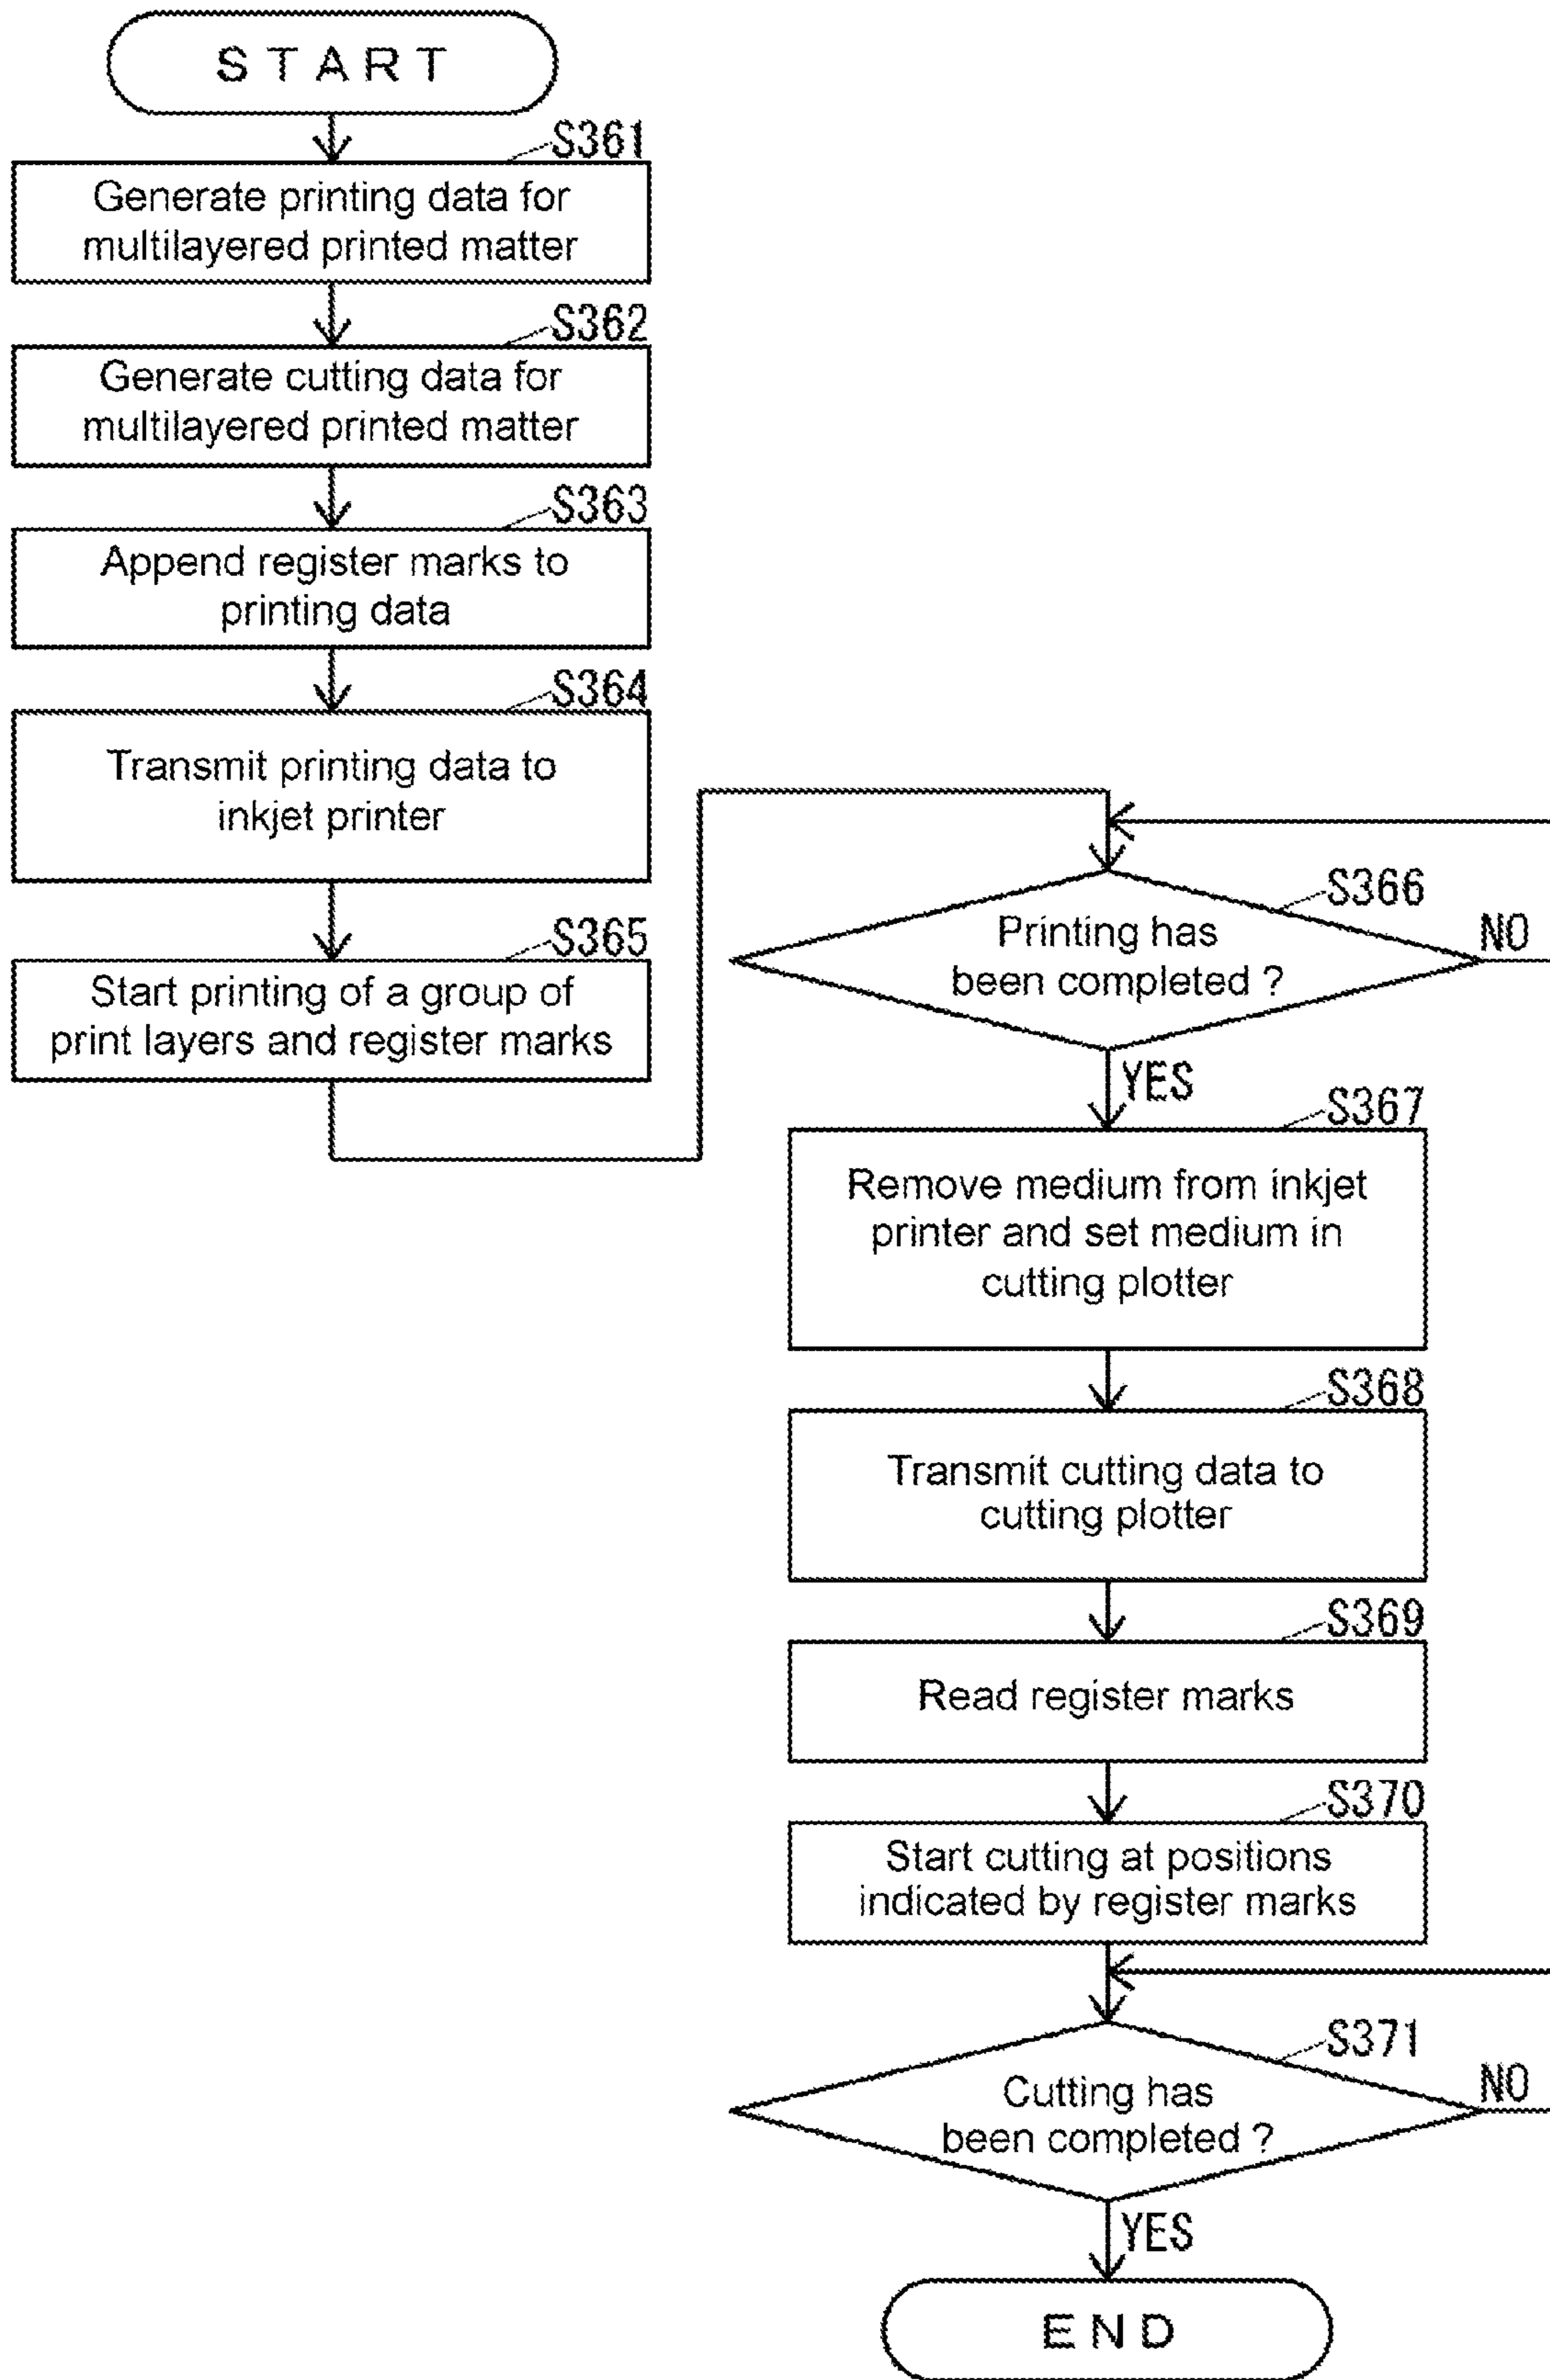 START
S361
Generate printing data for
multilayered printed matter
S362
Generate cutting data for
multilayered printed matter
S363
Append register marks to
printing data
S364
Transmit printing data to
inkjet printer
S365
Start printing of a group of
print layers and register marks
S366
Printing has
been completed ?
NO
YES
S367
Remove medium from inkjet
printer and set medium in
cutting plotter
S368
Transmit cutting data to
cutting plotter
S369
Read register marks
S370
Start cutting at positions
indicated by register marks
S371
Cutting has
been completed ?
NO
YES
END